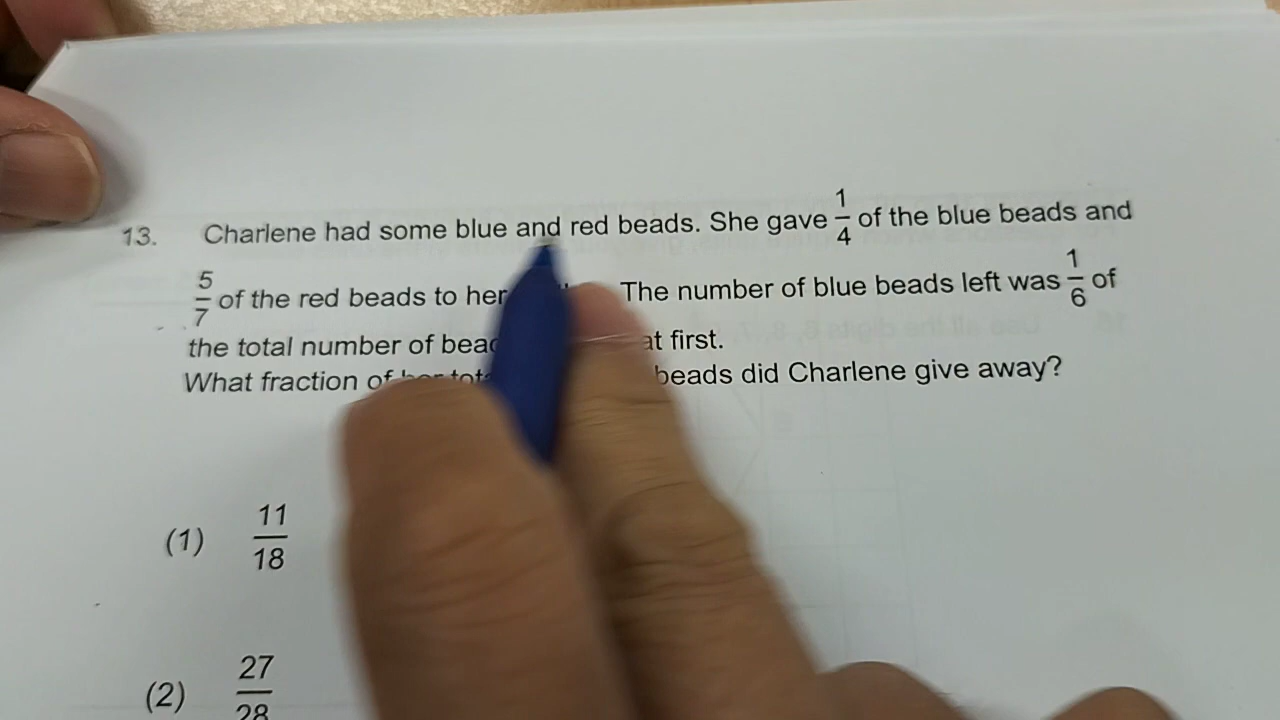 13. Charlene had some blue and red beads. She gave 1/4 of the blue beads and
5/7 of the red beads to her The number of blue beads left was 1/6 of
the total number of at first.
What fraction of beads did Charlene give away?
(1) 11/18
(2) 27/28